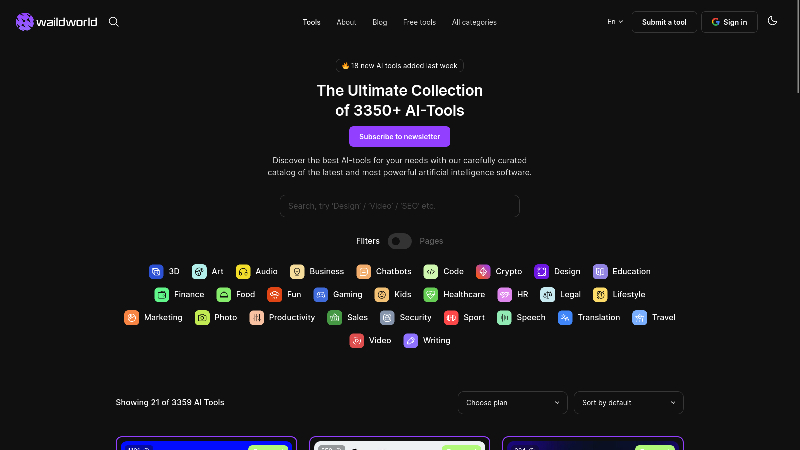 waildworld
Tools About Blog Free tools All categories
En Submit a tool Sign in
18 new AI tools added last week
The Ultimate Collection
of 3350+ AI-Tools
Subscribe to newsletter
Discover the best AI-tools for your needs with our carefully curated
catalog of the latest and most powerful artificial intelligence software.
Search, try 'Design' / 'Video' / 'SEO' etc.
Filters Pages
3D Art Audio Business Chatbots Code Crypto Design Education
Finance Food Fun Gaming Kids Healthcare HR Legal Lifestyle
Marketing Photo Productivity Sales Security Sport Speech Translation Travel
Video Writing
Showing 21 of 3359 AI Tools
Choose plan Sort by default